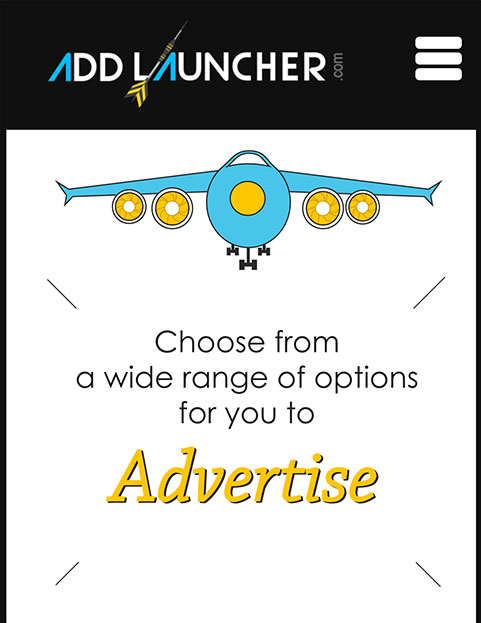 ADD LAUNCHER.com
Choose from
a wide range of options
for you to
Advertise